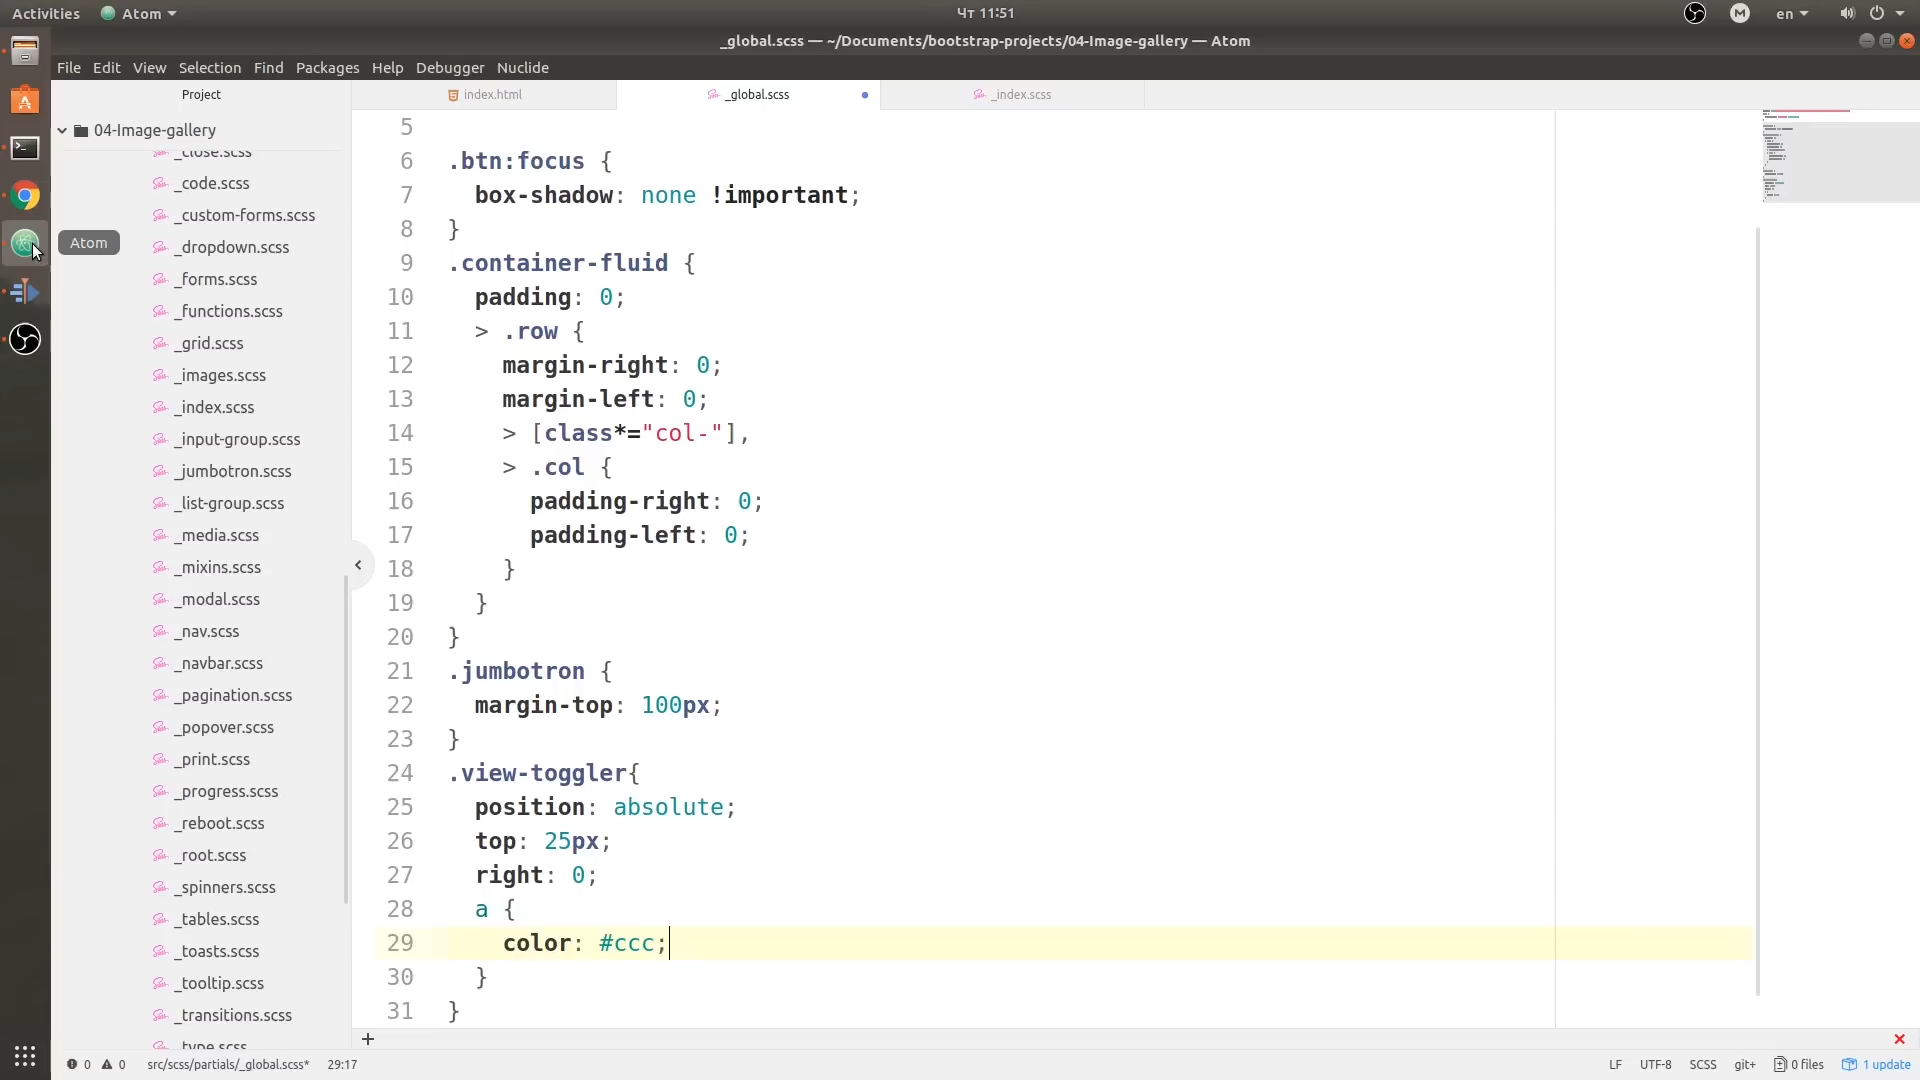 Activities
Atom
Чт 11:51
en
_global.scss — ~/Documents/bootstrap-projects/04-Image-gallery — Atom
File Edit View Selection Find Packages Help Debugger Nuclide
Project
index.html
_global.scss
_index.scss
04-Image-gallery
_close.scss
_code.scss
_custom-forms.scss
_dropdown.scss
_forms.scss
_functions.scss
_grid.scss
_images.scss
_index.scss
_input-group.scss
_jumbotron.scss
_list-group.scss
_media.scss
_mixins.scss
_modal.scss
_nav.scss
_navbar.scss
_pagination.scss
_popover.scss
_print.scss
_progress.scss
_reboot.scss
_root.scss
_spinners.scss
_tables.scss
_toasts.scss
_tooltip.scss
_transitions.scss
_type.scss
Atom
5
6 .btn:focus {
7 box-shadow: none !important;
8 }
9 .container-fluid {
10 padding: 0;
11 > .row {
12 margin-right: 0;
13 margin-left: 0;
14 > [class*="col-"],
15 > .col {
16 padding-right: 0;
17 padding-left: 0;
18 }
19 }
20 }
21 .jumbotron {
22 margin-top: 100px;
23 }
24 .view-toggler{
25 position: absolute;
26 top: 25px;
27 right: 0;
28 a {
29 color: #ccc;
30 }
31 }
0 0 src/scss/partials/_global.scss* 29:17
LF UTF-8 SCSS git+ 0 files 1 update